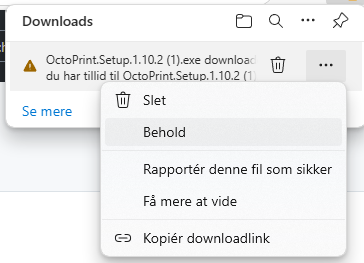 Downloads
OctoPrint.Setup.1.10.2 (1).exe download
du har tillid til OctoPrint.Setup.1.10.2 (1)
Se mere
Slet
Behold
Rapportér denne fil som sikker
Få mere at vide
Kopiér downloadlink